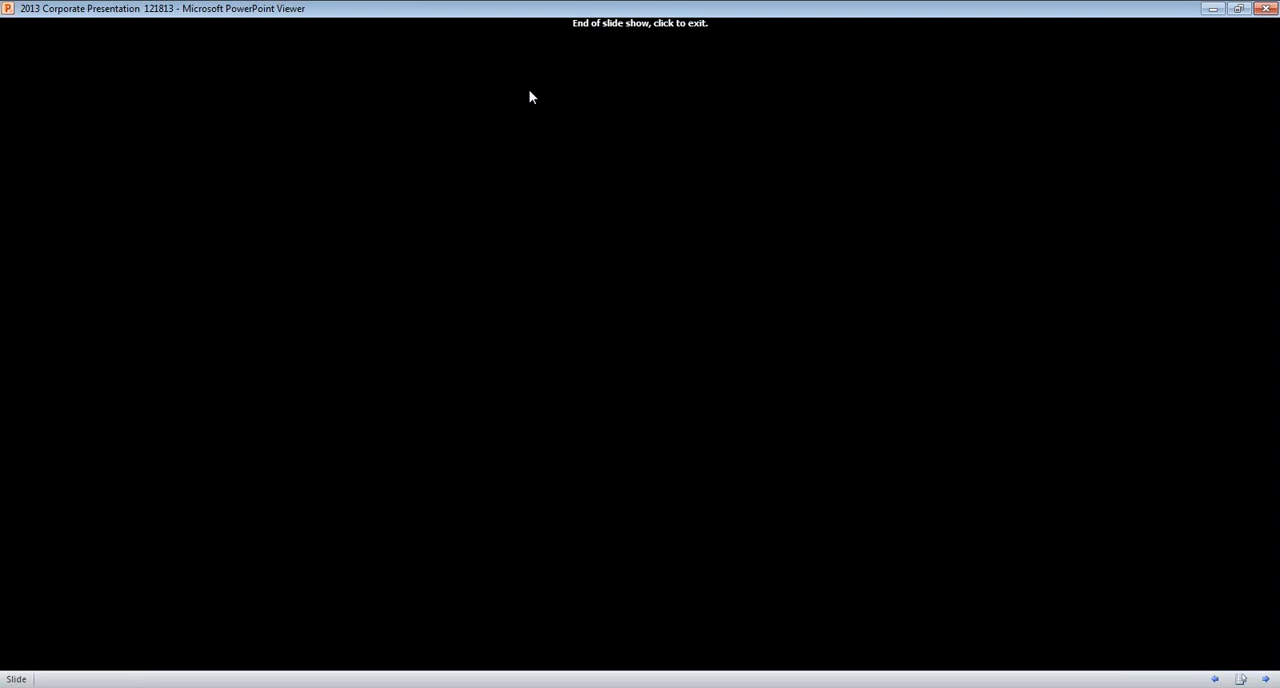 2013 Corporate Presentation 121813 - Microsoft PowerPoint Viewer
End of slide show, click to exit.
Slide